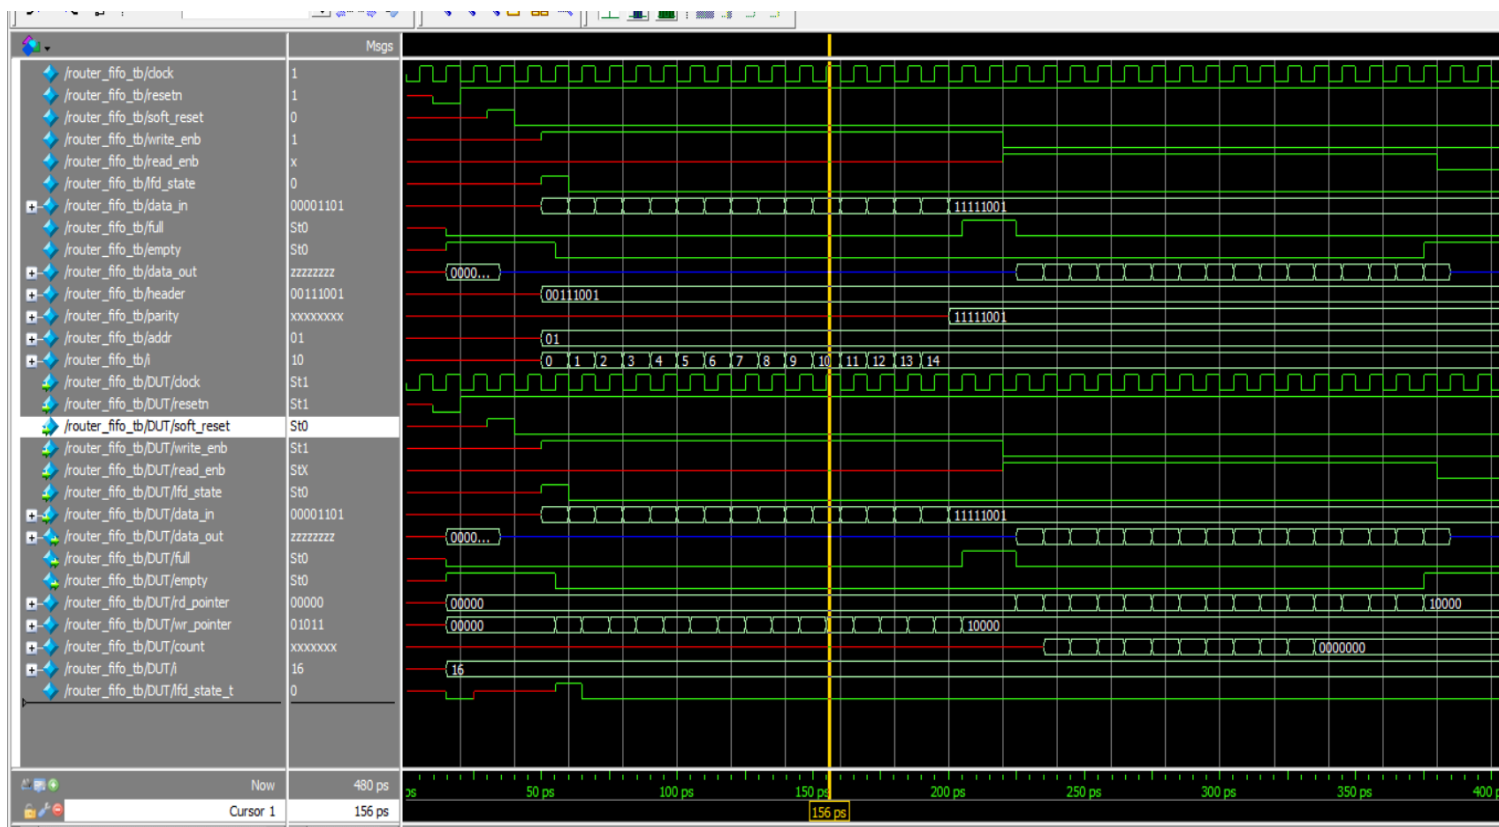 Msgs
/router_fifo_tb/clock 1
/router_fifo_tb/resetn 1
/router_fifo_tb/soft_reset 0
/router_fifo_tb/write_enb 1
/router_fifo_tb/read_enb x
/router_fifo_tb/lfd_state 0
/router_fifo_tb/data_in 00001101 11111001
/router_fifo_tb/full St0
/router_fifo_tb/empty St0
/router_fifo_tb/data_out zzzzzzzz 0000...
/router_fifo_tb/header 00111001 00111001
/router_fifo_tb/parity xxxxxxxx 11111001
/router_fifo_tb/addr 01 01
/router_fifo_tb/i 10 0 1 2 3 4 5 6 7 8 9 10 11 12 13 14
/router_fifo_tb/DUT/clock St1
/router_fifo_tb/DUT/resetn St1
/router_fifo_tb/DUT/soft_reset St0
/router_fifo_tb/DUT/write_enb St1
/router_fifo_tb/DUT/read_enb StX
/router_fifo_tb/DUT/lfd_state St0
/router_fifo_tb/DUT/data_in 00001101 11111001
/router_fifo_tb/DUT/data_out zzzzzzzz 0000...
/router_fifo_tb/DUT/full St0
/router_fifo_tb/DUT/empty St0
/router_fifo_tb/DUT/rd_pointer 00000 00000 10000
/router_fifo_tb/DUT/wr_pointer 01011 00000 10000
/router_fifo_tb/DUT/count xxxxxxx 0000000
/router_fifo_tb/DUT/i 16 16
/router_fifo_tb/DUT/lfd_state_t 0
Now 480 ps ps 50 ps 100 ps 150 ps 200 ps 250 ps 300 ps 350 ps 400
Cursor 1 156 ps 156 ps